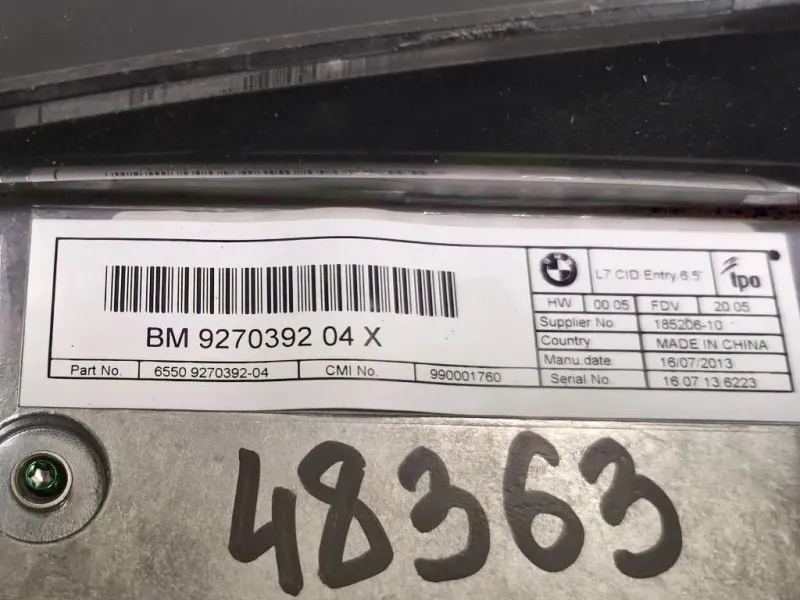 BMW
L7 CID Entry 6.5"
tpo
HW 00 05 FDV 20 05
Supplier No 185206-10
Country MADE IN CHINA
Manu.date. 16/07/2013
Serial No. 16 07 13 6223
BM 9270392 04 X
Part No. 6550 9270392-04 CMI No. 990001760
48363